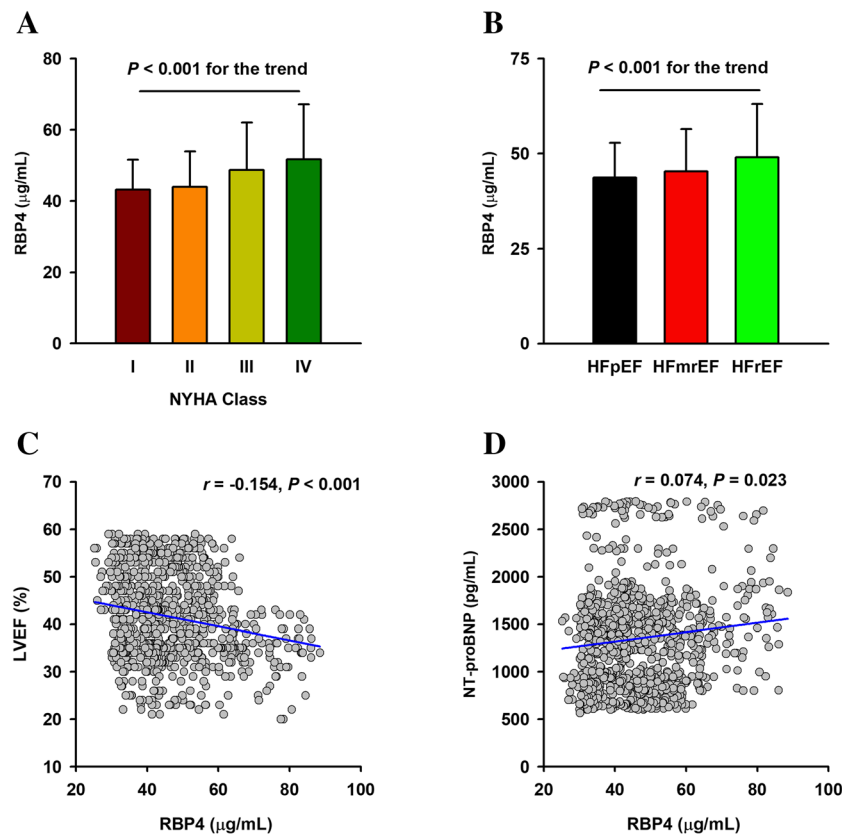 A
P < 0.001 for the trend
RBP4 (μg/mL)
80
60
40
20
0
I II III IV
NYHA Class
B
P < 0.001 for the trend
RBP4 (μg/mL)
75
50
25
0
HFpEF HFmrEF HFrEF
C
r = -0.154, P < 0.001
LVEF (%)
70
60
50
40
30
20
10
20 40 60 80 100
RBP4 (μg/mL)
D
r = 0.074, P = 0.023
NT-proBNP (pg/mL)
3000
2500
2000
1500
1000
500
0
20 40 60 80 100
RBP4 (μg/mL)